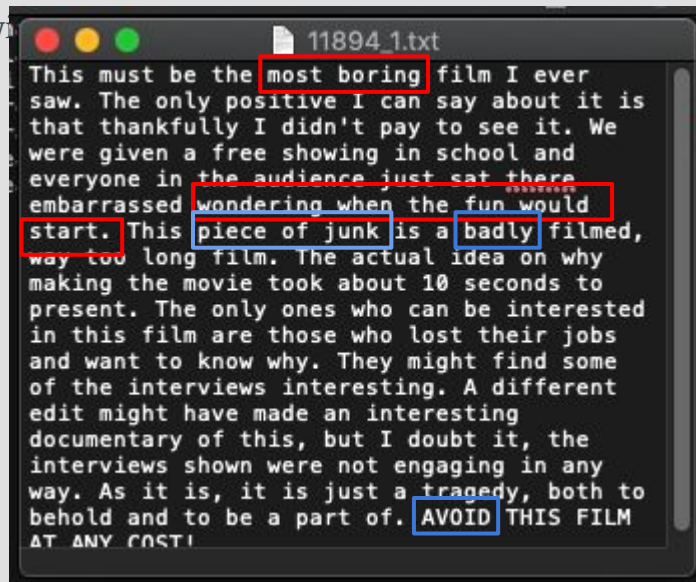 11894_1.txt
This must be the most boring film I ever
saw. The only positive I can say about it is
that thankfully I didn't pay to see it. We
were given a free showing in school and
everyone in the audience just sat there
embarrassed wondering when the fun would
start. This piece of junk is a badly filmed,
way too long film. The actual idea on why
making the movie took about 10 seconds to
present. The only ones who can be interested
in this film are those who lost their jobs
and want to know why. They might find some
of the interviews interesting. A different
edit might have made an interesting
documentary of this, but I doubt it, the
interviews shown were not engaging in any
way. As it is, it is just a tragedy, both to
behold and to be a part of. AVOID THIS FILM
AT ANY COST!